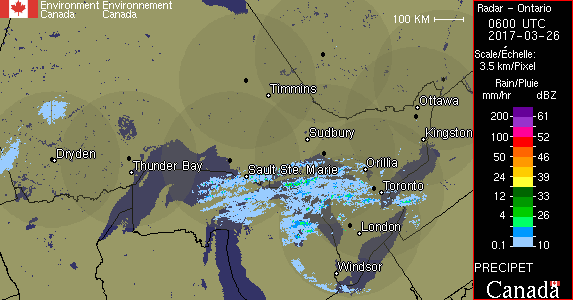 Environment Environnement
Canada Canada
100 KM
Timmins
Ottawa
Sudbury
Kingston
Dryden
Thunder Bay
Sault Ste. Marie
Orillia
Toronto
London
Windsor
Radar - Ontario
0600 UTC
2017-03-26
Scale/Échelle:
3.5 km/Pixel
Rain/Pluie
mm/hr dBZ
200 61
100 52
50 46
24 39
12 33
4 26
0.1 10
PRECIPET
Canada